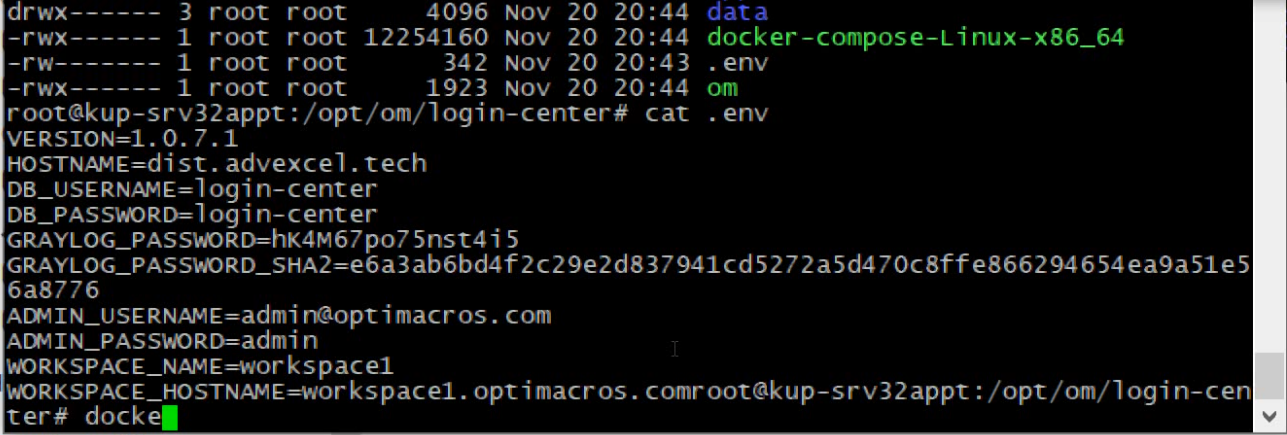 drwx------ 3 root root     4096 Nov 20 20:44 data
-rwx------ 1 root root 12254160 Nov 20 20:44 docker-compose-Linux-x86_64
-rw------- 1 root root      342 Nov 20 20:43 .env
-rwx------ 1 root root     1923 Nov 20 20:44 om
root@kup-srv32appt:/opt/om/login-center# cat .env
VERSION=1.0.7.1
HOSTNAME=dist.advexcel.tech
DB_USERNAME=login-center
DB_PASSWORD=login-center
GRAYLOG_PASSWORD=hK4M67po75nst4i5
GRAYLOG_PASSWORD_SHA2=e6a3ab6bd4f2c29e2d837941cd5272a5d470c8ffe866294654ea9a51e5
6a8776
ADMIN_USERNAME=admin@optimacros.com
ADMIN_PASSWORD=admin
WORKSPACE_NAME=workspace1
WORKSPACE_HOSTNAME=workspace1.optimacros.comroot@kup-srv32appt:/opt/om/login-cen
ter# docke